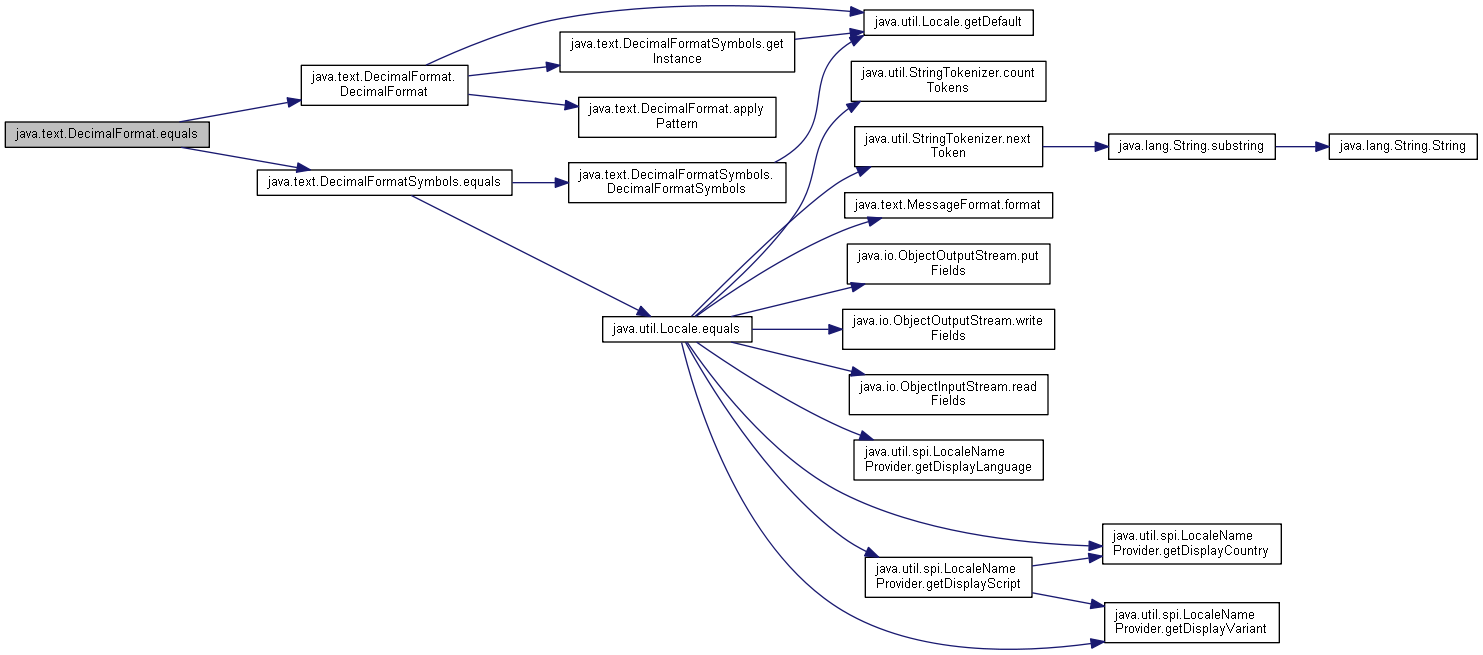 java.util.Locale.getDefault
java.text.DecimalFormatSymbols.get
Instance
java.text.DecimalFormat.
DecimalFormat
java.util.StringTokenizer.count
Tokens
java.text.DecimalFormat.apply
Pattern
java.text.DecimalFormat.equals
java.util.StringTokenizer.next
Token
java.lang.String.substring
java.lang.String.String
java.text.DecimalFormatSymbols.equals
java.text.DecimalFormatSymbols.
DecimalFormatSymbols
java.text.MessageFormat.format
java.io.ObjectOutputStream.put
Fields
java.util.Locale.equals
java.io.ObjectOutputStream.write
Fields
java.io.ObjectInputStream.read
Fields
java.util.spi.LocaleName
Provider.getDisplayLanguage
java.util.spi.LocaleName
Provider.getDisplayCountry
java.util.spi.LocaleName
Provider.getDisplayScript
java.util.spi.LocaleName
Provider.getDisplayVariant